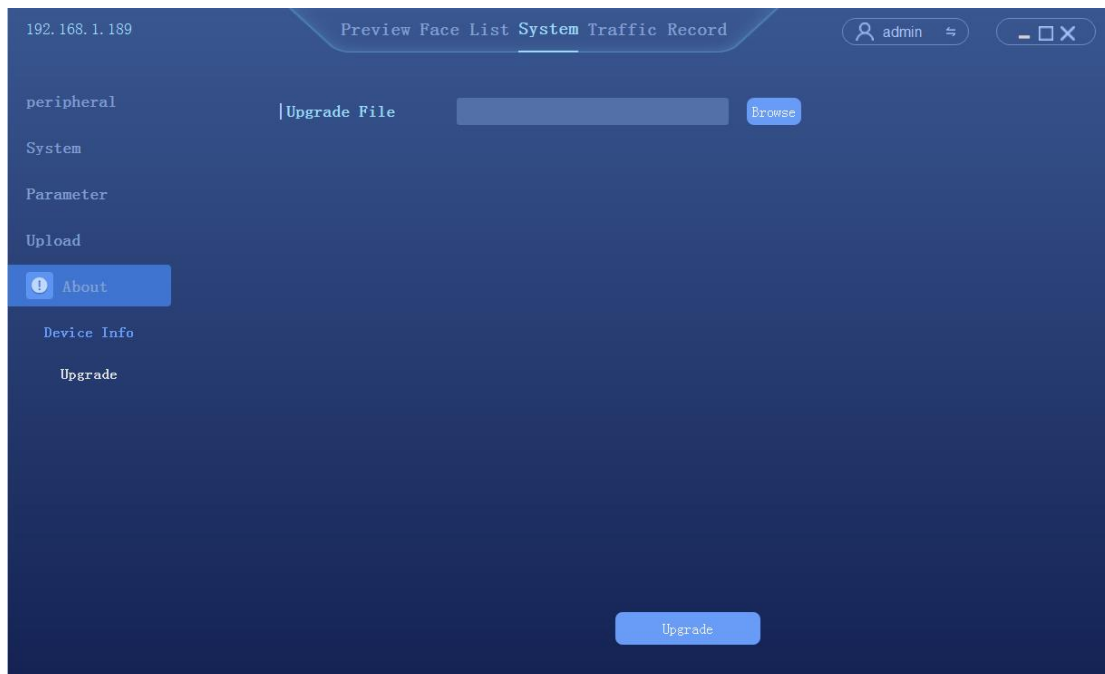 192.168.1.189
Preview Face List System Traffic Record
admin
peripheral
System
Parameter
Upload
About
Device Info
Upgrade
Upgrade File
Browse
Upgrade